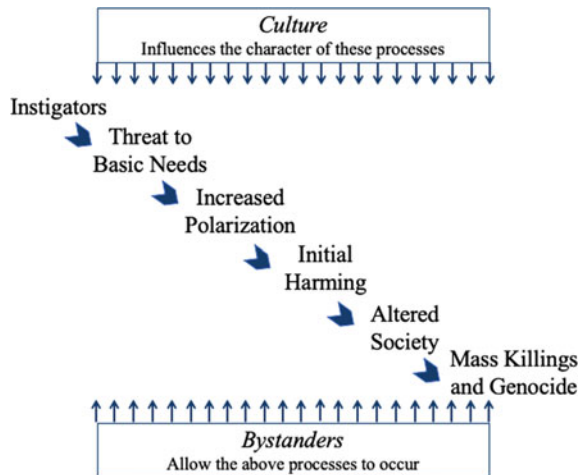 Culture
Influences the character of these processes
Instigators
Threat to
Basic Needs
Increased
Polarization
Initial
Harming
Altered
Society
Mass Killings
and Genocide
Bystanders
Allow the above processes to occur